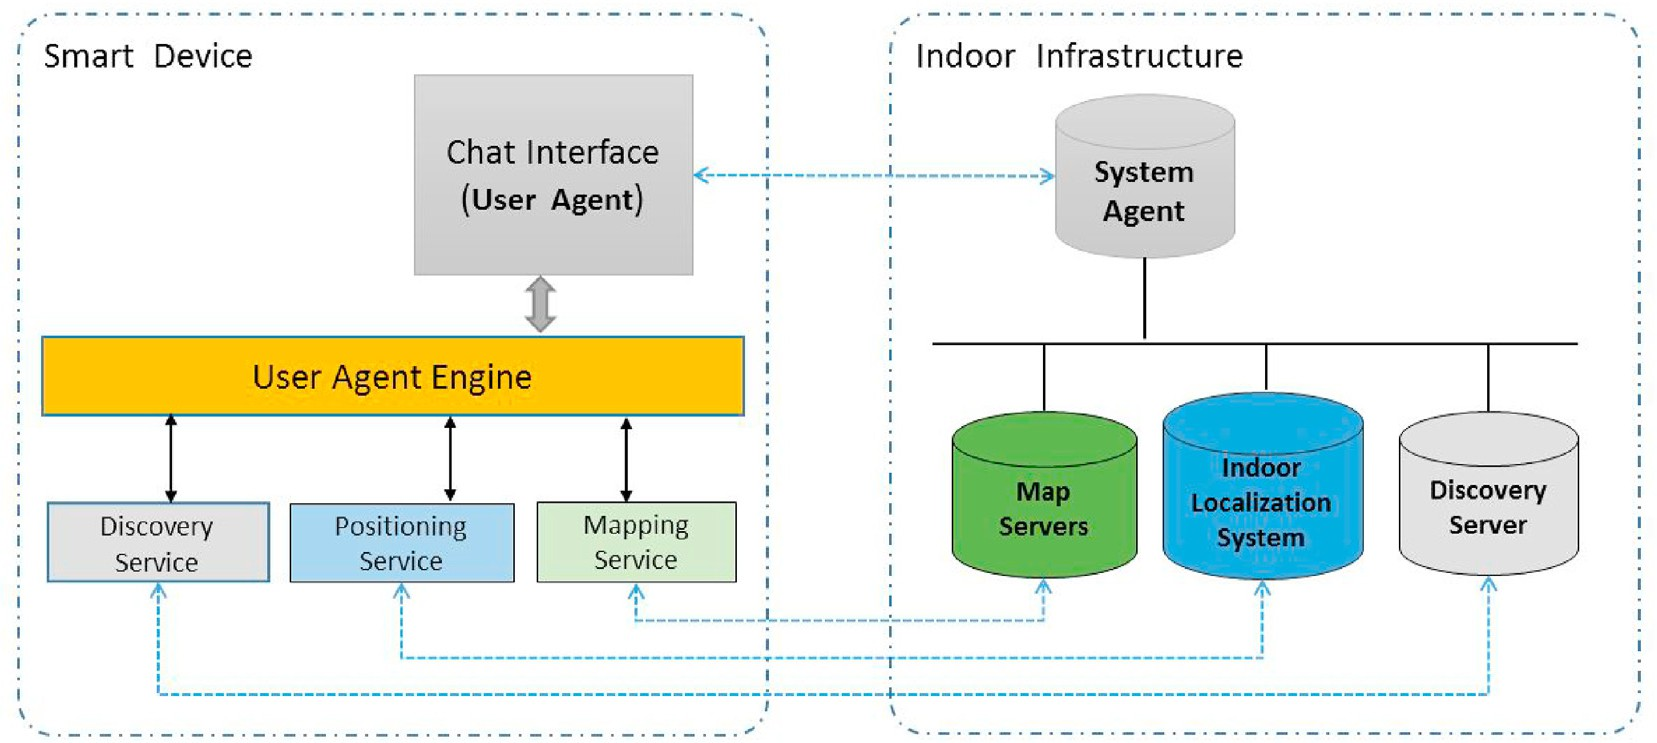 Smart Device
Chat Interface
(User Agent)
User Agent Engine
Discovery
Service
Positioning
Service
Mapping
Service
Indoor Infrastructure
System
Agent
Map
Servers
Indoor
Localization
System
Discovery
Server